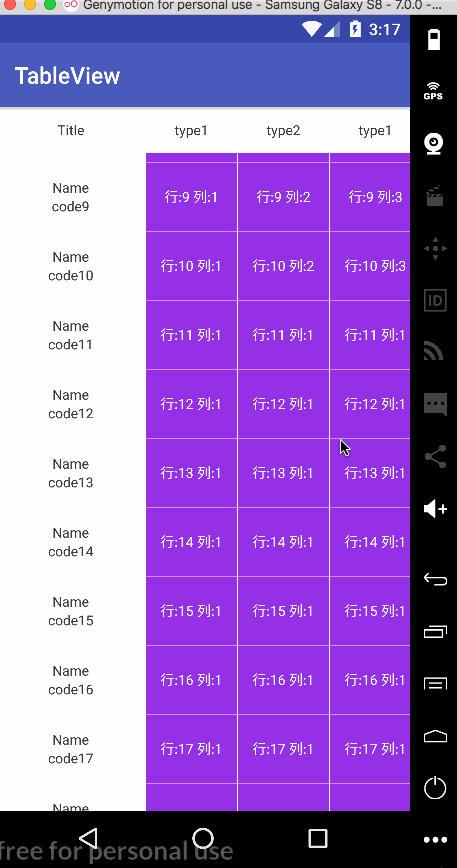 Genymotion for personal use - Samsung Galaxy S8 - 7.0.0 -...
3:17
TableView
GPS
Title type1 type2 type1
Name
code9
行:9 列:1 行:9 列:2 行:9 列:3
Name
code10
行:10 列:1 行:10 列:2 行:10 列:3
ID
Name
code11
行:11 列:1 行:11 列:1 行:11 列:1
Name
code12
行:12 列:1 行:12 列:1 行:12 列:1
Name
code13
行:13 列:1 行:13 列:1 行:13 列:1
Name
code14
行:14 列:1 行:14 列:1 行:14 列:1
Name
code15
行:15 列:1 行:15 列:1 行:15 列:1
Name
code16
行:16 列:1 行:16 列:1 行:16 列:1
Name
code17
行:17 列:1 行:17 列:1 行:17 列:1
Name
free for personal use